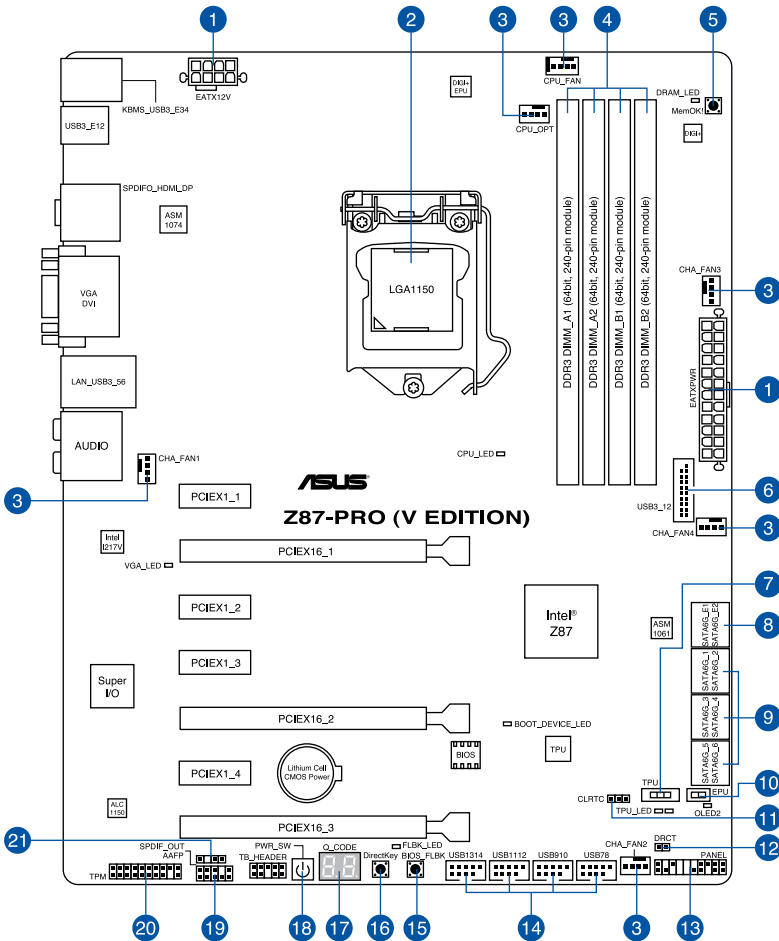 1
2
3
3
4
5
EATX12V
KBMS_USB3_E34
USB3_E12
DIGI+
EPU
CPU_FAN
CPU_OPT
DRAM_LED
MemOK!
DIGI+
SPDIFO_HDMI_DP
ASM
1074
VGA
DVI
LGA1150
DDR3 DIMM_A1 (64bit, 240-pin module)
DDR3 DIMM_A2 (64bit, 240-pin module)
DDR3 DIMM_B1 (64bit, 240-pin module)
DDR3 DIMM_B2 (64bit, 240-pin module)
CHA_FAN3
3
EATXPWR
1
LAN_USB3_56
AUDIO
CHA_FAN1
3
CPU_LED
USB3_12
6
CHA_FAN4
3
ASUS
Z87-PRO (V EDITION)
PCIEX1_1
Intel
I217V
VGA_LED
PCIEX16_1
7
PCIEX1_2
Intel®
Z87
ASM
1061
SATA6G_E1
SATA6G_E2
8
PCIEX1_3
Super
I/O
SATA6G_1
SATA6G_2
SATA6G_3
SATA6G_4
9
SATA6G_5
SATA6G_6
PCIEX16_2
BOOT_DEVICE_LED
BIOS
TPU
PCIEX1_4
Lithium Cell
CMOS Power
TPU
EPU
10
CLRTC
TPU_LED
OLED2
11
ALC
1150
PCIEX16_3
21
SPDIF_OUT
AAFP
TPM
TB_HEADER
PWR_SW
Q_CODE
DirectKey
FLBK_LED
BIOS_FLBK
USB1314
USB1112
USB910
USB78
CHA_FAN2
DRCT
12
PANEL
20
19
18
17
16
15
14
3
13